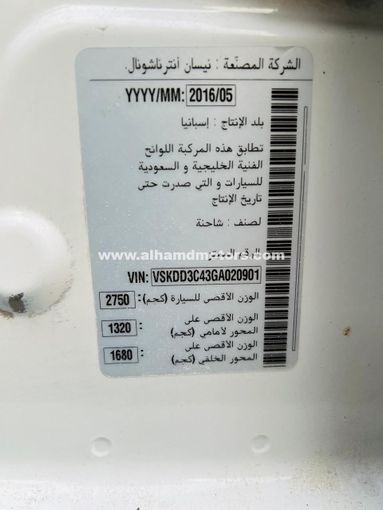 الشركة المصنّعة : نيسان أنترناشونال.
YYYY/MM: 2016/05
بلد الإنتاج : إسبانيا
تطابق هذه المركبة اللوائح
الفنية الخليجية و السعودية
للسيارات و التي صدرت حتى
تاريخ الإنتاج
لصنف : شاحنة
www.alhamdmotors.com
VIN: VSKDD3C43GA020901
الوزن الأقصى للسيارة (كجم): 2750
الوزن الأقصى على
المحور لأمامي (كجم): 1320
الوزن الأقصى على
المحور الخلفي (كجم): 1680